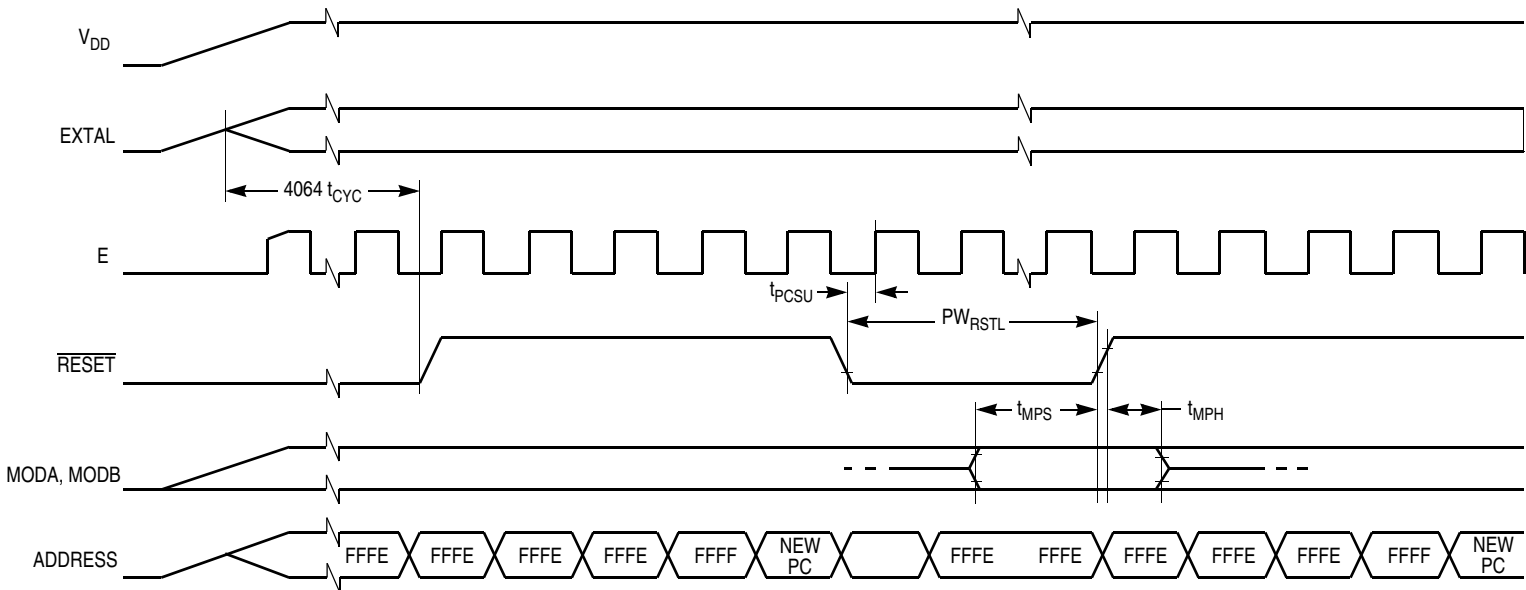 VDD
EXTAL
4064 tCYC
E
tPCSU
PWRSTL
RESET
tMPS
tMPH
MODA, MODB
ADDRESS
FFFE FFFE FFFE FFFE FFFF NEW PC FFFE FFFE FFFE FFFE FFFE FFFF NEW PC